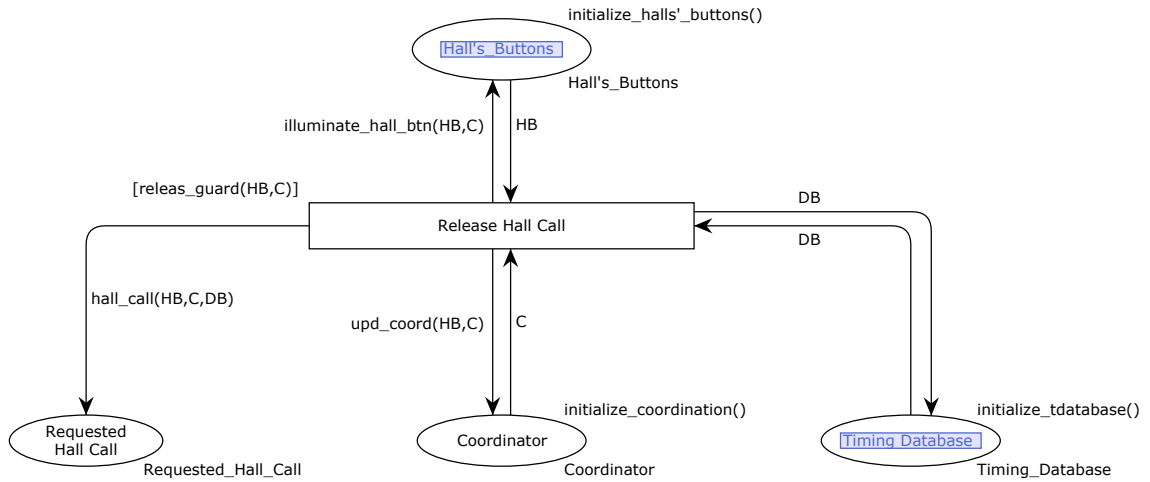 initialize_halls'_buttons()
Hall's_Buttons
Hall's_Buttons
illuminate_hall_btn(HB,C)
HB
[releas_guard(HB,C)]
DB
Release Hall Call
DB
hall_call(HB,C,DB)
upd_coord(HB,C)
C
initialize_coordination()
initialize_tdatabase()
Requested
Hall Call
Coordinator
Timing Database
Requested_Hall_Call
Coordinator
Timing_Database